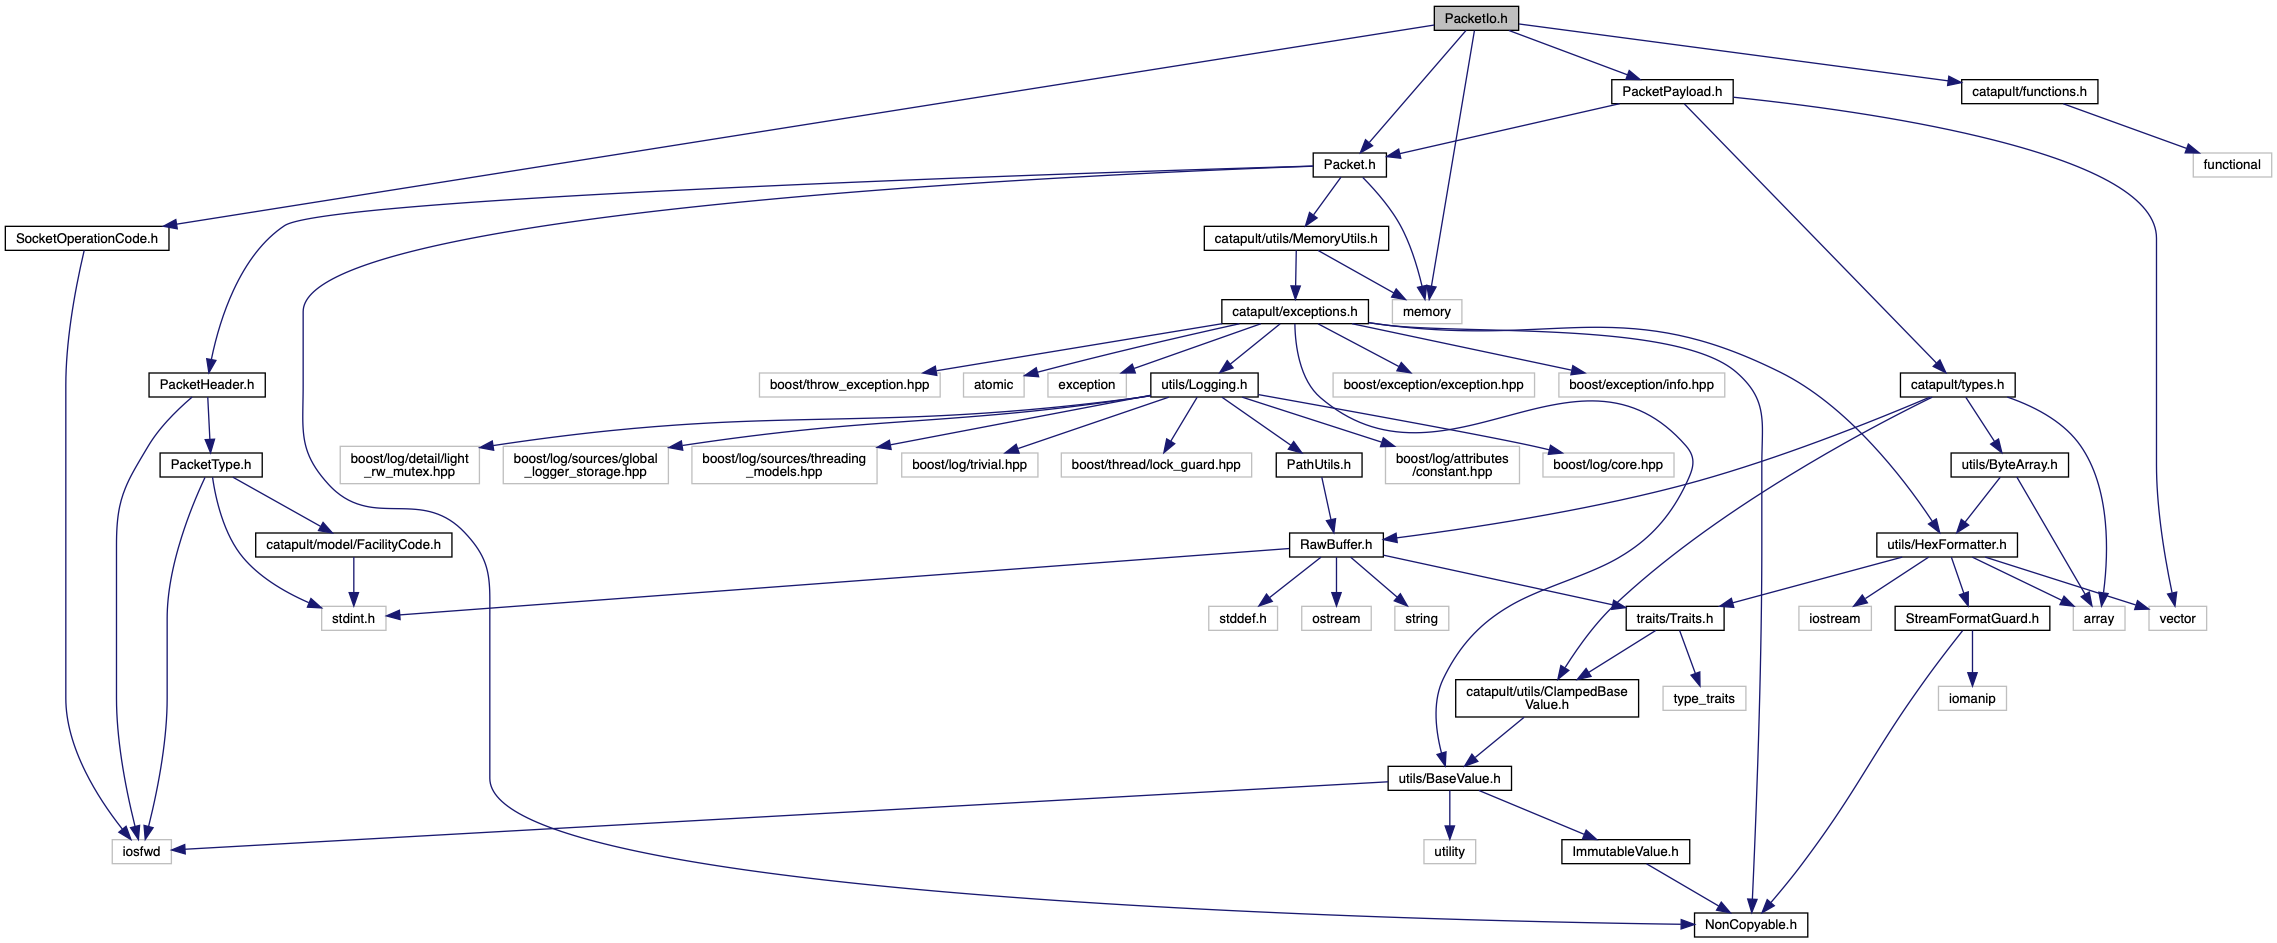 PacketIo.h
PacketPayload.h
catapult/functions.h
Packet.h
functional
SocketOperationCode.h
catapult/utils/MemoryUtils.h
catapult/exceptions.h
memory
PacketHeader.h
boost/throw_exception.hpp
atomic
exception
utils/Logging.h
boost/exception/exception.hpp
boost/exception/info.hpp
catapult/types.h
PacketType.h
boost/log/detail/light
_rw_mutex.hpp
boost/log/sources/global
_logger_storage.hpp
boost/log/sources/threading
_models.hpp
boost/log/trivial.hpp
boost/thread/lock_guard.hpp
PathUtils.h
boost/log/attributes
/constant.hpp
boost/log/core.hpp
utils/ByteArray.h
catapult/model/FacilityCode.h
RawBuffer.h
utils/HexFormatter.h
stdint.h
stddef.h
ostream
string
traits/Traits.h
iostream
StreamFormatGuard.h
array
vector
catapult/utils/ClampedBase
Value.h
type_traits
iomanip
utils/BaseValue.h
iosfwd
utility
ImmutableValue.h
NonCopyable.h